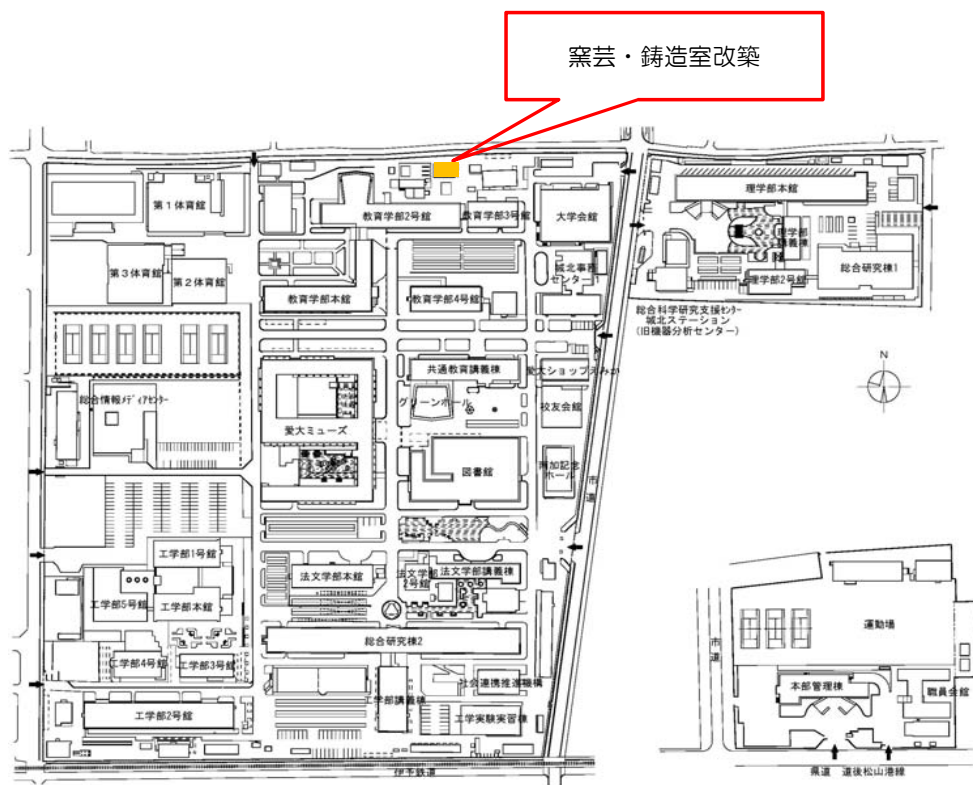 窯芸・鋳造室改築
第1体育館
教育学部2号館
教育学部3号館
大学会館
理学部本館
理学部
講義棟
第3体育館
第2体育館
城北事務
センター1
総合研究棟1
理学部2号館
教育学部本館
教育学部4号館
総合科学研究支援センター
城北ステーション
(旧機器分析センター)
N
共通教育講義棟
愛大ショップえみか
総合情報メディアセンター
グリーンホール
校友会館
愛大ミューズ
図書館
南加記念
ホール
市道
工学部1号館
工学部5号館
工学部本館
法文学部本館
法文学部
2号館
法文学部講義棟
運動場
市道
総合研究棟2
工学部4号館
工学部3号館
社会連携推進機構
本部管理棟
職員会館
工学部講義棟
工学部2号館
工学実験実習棟
伊予鉄道
県道 道後松山港線